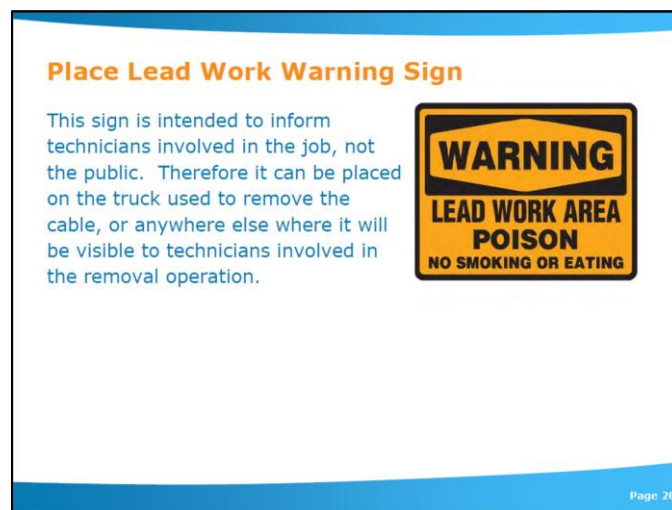 Place Lead Work Warning Sign
This sign is intended to inform
technicians involved in the job, not
the public.  Therefore it can be placed
on the truck used to remove the
cable, or anywhere else where it will
be visible to technicians involved in
the removal operation.
WARNING
LEAD WORK AREA
POISON
NO SMOKING OR EATING
Page 20